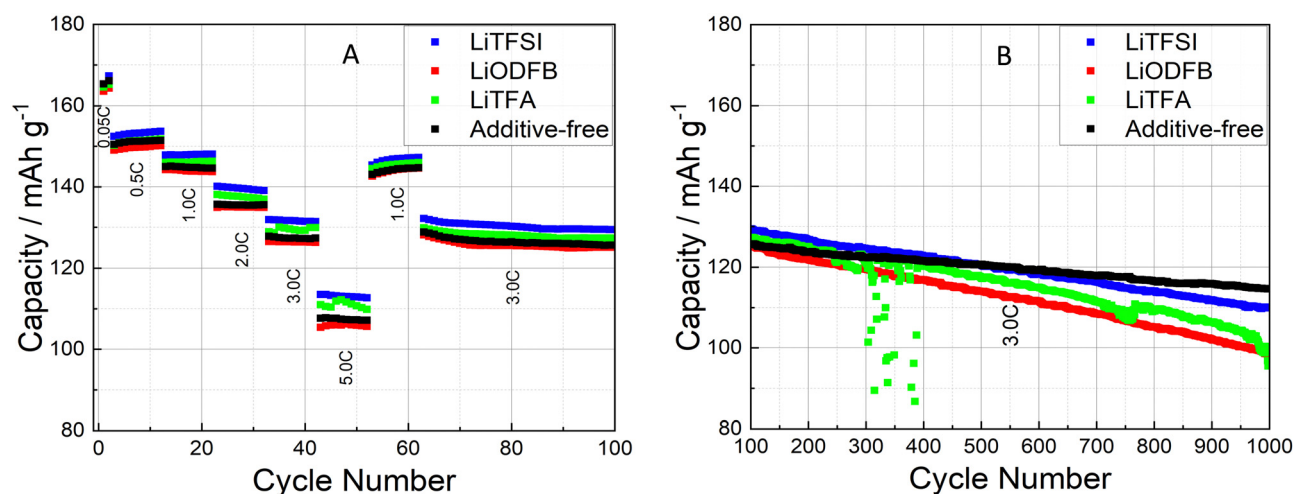 A
LiTFSI
LiODFB
LiTFA
Additive-free
180
160
140
120
100
80
Capacity / mAh g⁻¹
0.05C
0.5C
1.0C
2.0C
3.0C
5.0C
1.0C
3.0C
0 20 40 60 80 100
Cycle Number
B
LiTFSI
LiODFB
LiTFA
Additive-free
180
160
140
120
100
80
Capacity / mAh g⁻¹
3.0C
100 200 300 400 500 600 700 800 900 1000
Cycle Number